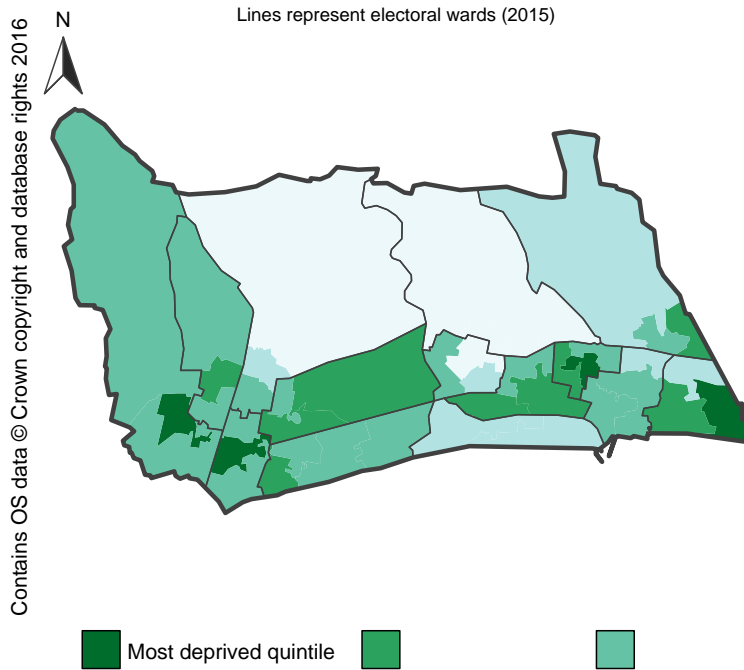 Lines represent electoral wards (2015)
N
Contains OS data © Crown copyright and database rights 2016
Most deprived quintile